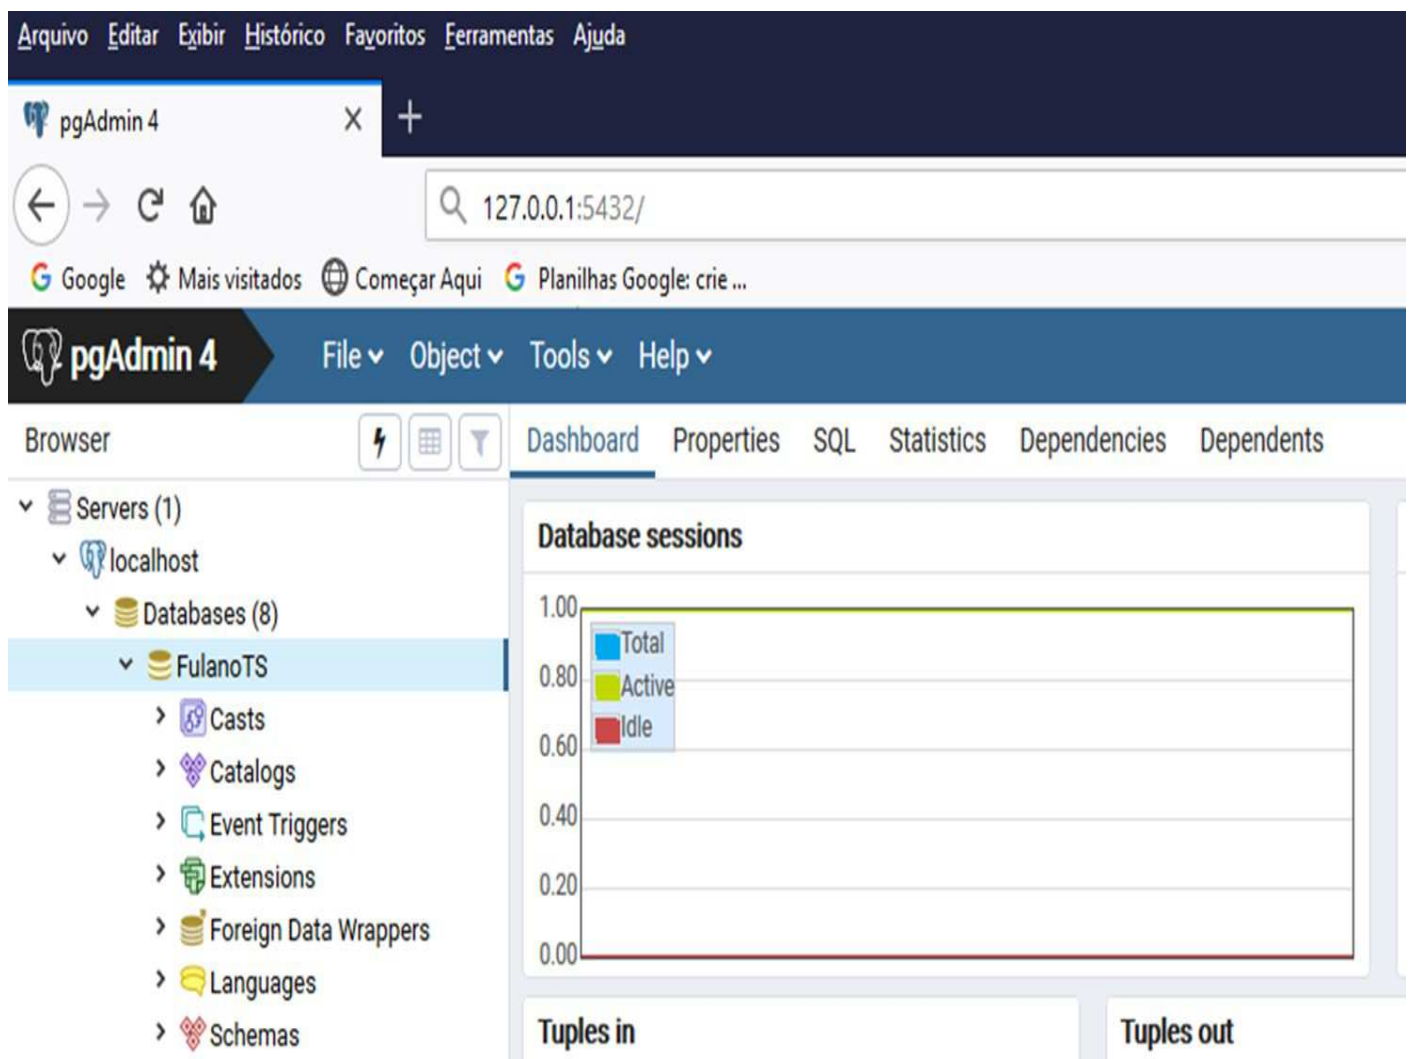 Arquivo Editar Exibir Histórico Favoritos Ferramentas Ajuda
pgAdmin 4
127.0.0.1:5432/
Google Mais visitados Começar Aqui Planilhas Google: crie ...
pgAdmin 4 File Object Tools Help
Browser
Dashboard Properties SQL Statistics Dependencies Dependents
Servers (1)
localhost
Databases (8)
FulanoTS
Casts
Catalogs
Event Triggers
Extensions
Foreign Data Wrappers
Languages
Schemas
Database sessions
1.00
Total
0.80
Active
Idle
0.60
0.40
0.20
0.00
Tuples in
Tuples out